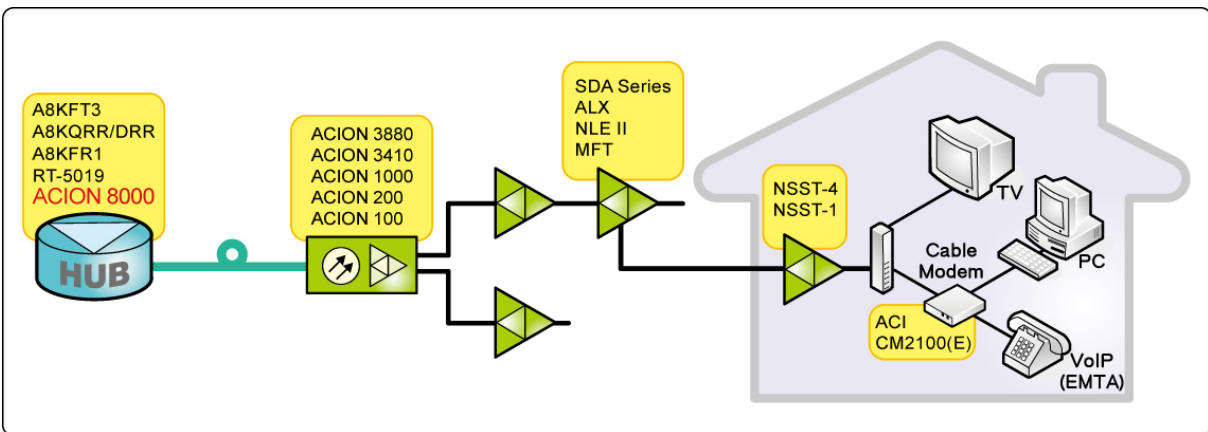 A8KFT3
A8KQRR/DRR
A8KFR1
RT-5019
ACION 8000
HUB
ACION 3880
ACION 3410
ACION 1000
ACION 200
ACION 100
SDA Series
ALX
NLE II
MFT
NSST-4
NSST-1
TV
Cable
Modem
PC
ACI
CM2100(E)
VoIP
(EMTA)